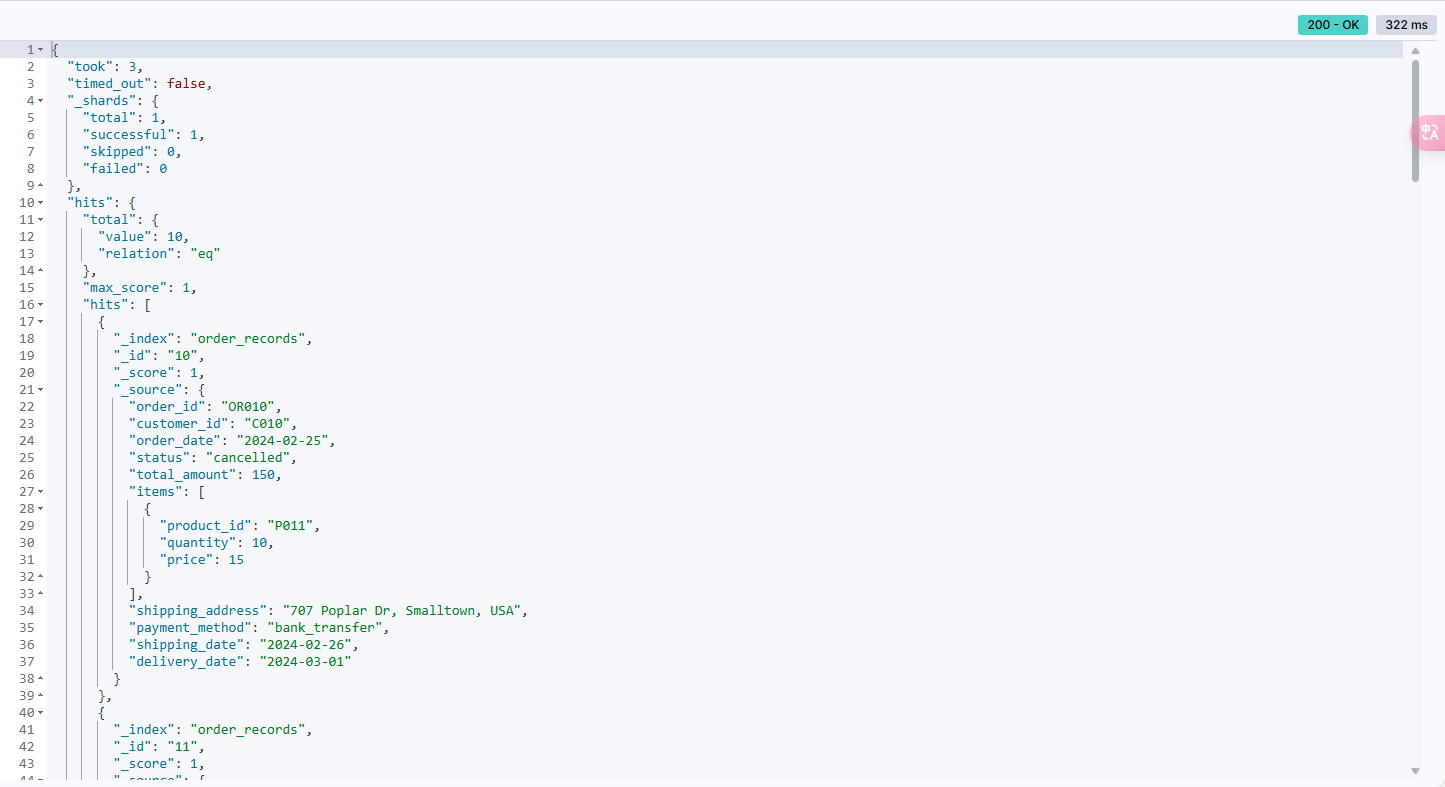 200 - OK 322 ms
1 {
2 "took": 3,
3 "timed_out": false,
4 "_shards": {
5 "total": 1,
6 "successful": 1,
7 "skipped": 0,
8 "failed": 0
9 },
10 "hits": {
11 "total": {
12 "value": 10,
13 "relation": "eq"
14 },
15 "max_score": 1,
16 "hits": [
17 {
18 "_index": "order_records",
19 "_id": "10",
20 "_score": 1,
21 "_source": {
22 "order_id": "OR010",
23 "customer_id": "C010",
24 "order_date": "2024-02-25",
25 "status": "cancelled",
26 "total_amount": 150,
27 "items": [
28 {
29 "product_id": "P011",
30 "quantity": 10,
31 "price": 15
32 }
33 ],
34 "shipping_address": "707 Poplar Dr, Smalltown, USA",
35 "payment_method": "bank_transfer",
36 "shipping_date": "2024-02-26",
37 "delivery_date": "2024-03-01"
38 }
39 },
40 {
41 "_index": "order_records",
42 "_id": "11",
43 "_score": 1,
44 "_source": {